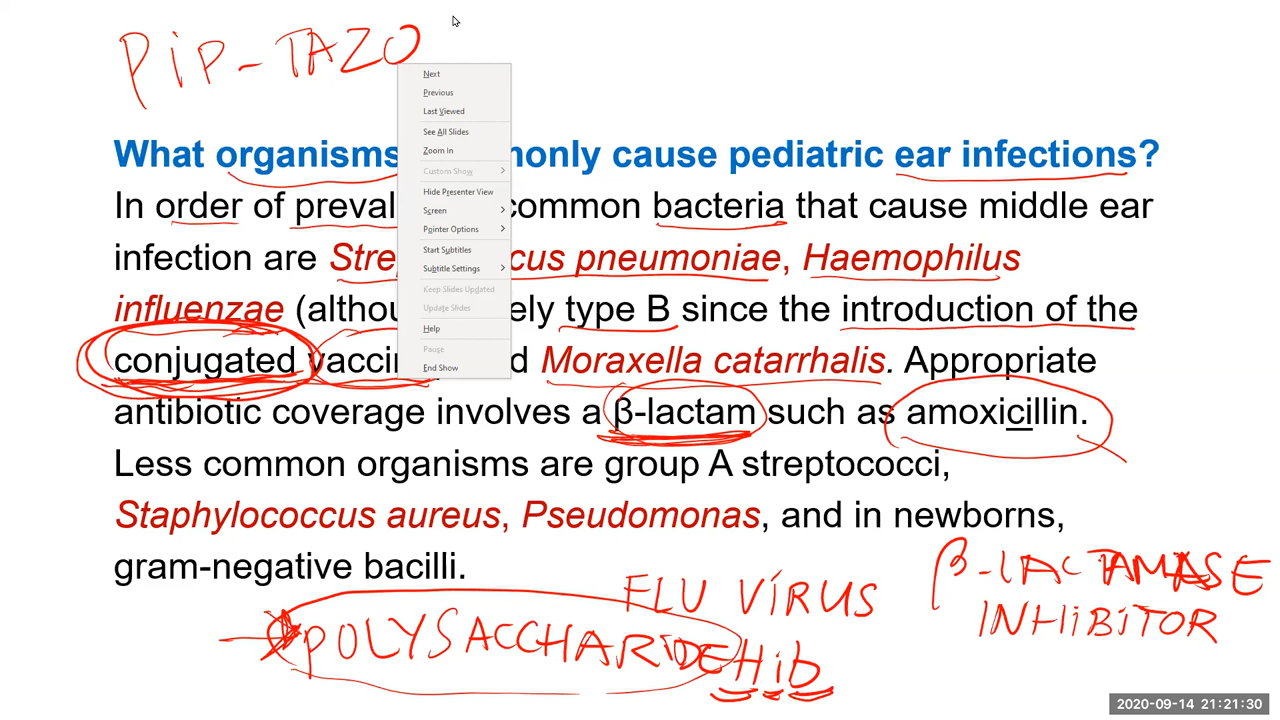 PiP-TAZO
Next
Previous
Last Viewed
See All Slides
Zoom In
Custom Show
Hide Presenter View
Screen
Pointer Options
Start Subtitles
Subtitle Settings
Keep Subtitles Updated
Update Slides
Help
Pause
End Show
What organisms monly cause pediatric ear infections?
In order of preval common bacteria that cause middle ear
infection are Strep cus pneumoniae, Haemophilus
influenzae (althou ely type B since the introduction of the
conjugated vaccin d Moraxella catarrhalis. Appropriate
antibiotic coverage involves a β-lactam such as amoxicillin.
Less common organisms are group A streptococci,
Staphylococcus aureus, Pseudomonas, and in newborns,
gram-negative bacilli.
FLU VÍRUS
β-LACTAMASE
INHiBiTOR
POLYSACCHARiDE Hib
2020-09-14 21:21:30